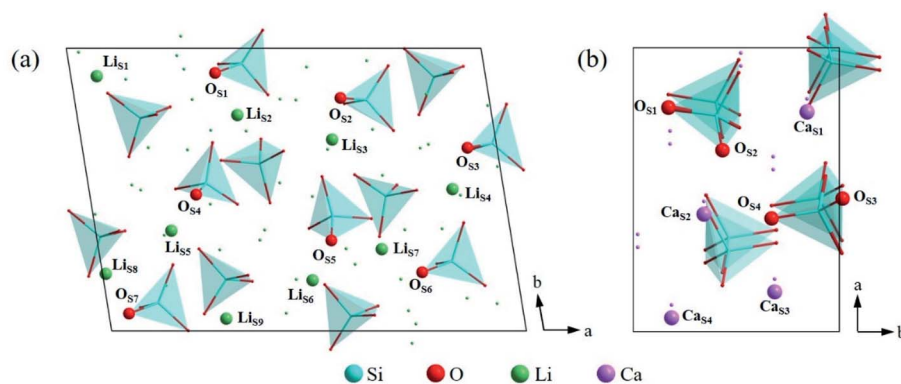 (a)
Li_S1
O_S1
Li_S2
O_S2
Li_S3
O_S3
Li_S4
O_S4
Li_S5
O_S5
Li_S7
Li_S8
Li_S6
O_S6
O_S7
Li_S9
b
a
(b)
O_S1
Ca_S1
O_S2
O_S3
O_S4
Ca_S2
Ca_S3
Ca_S4
a
b
Si O Li Ca